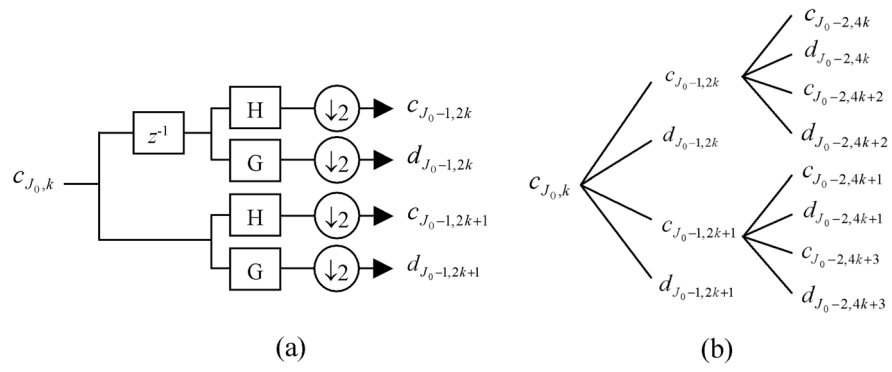 c_{J_0,k}
z^{-1}
H ↓2 c_{J_0-1,2k}
G ↓2 d_{J_0-1,2k}
H ↓2 c_{J_0-1,2k+1}
G ↓2 d_{J_0-1,2k+1}
(a)
c_{J_0,k}
c_{J_0-1,2k}
d_{J_0-1,2k}
c_{J_0-1,2k+1}
d_{J_0-1,2k+1}
c_{J_0-2,4k}
d_{J_0-2,4k}
c_{J_0-2,4k+2}
d_{J_0-2,4k+2}
c_{J_0-2,4k+1}
d_{J_0-2,4k+1}
c_{J_0-2,4k+3}
d_{J_0-2,4k+3}
(b)